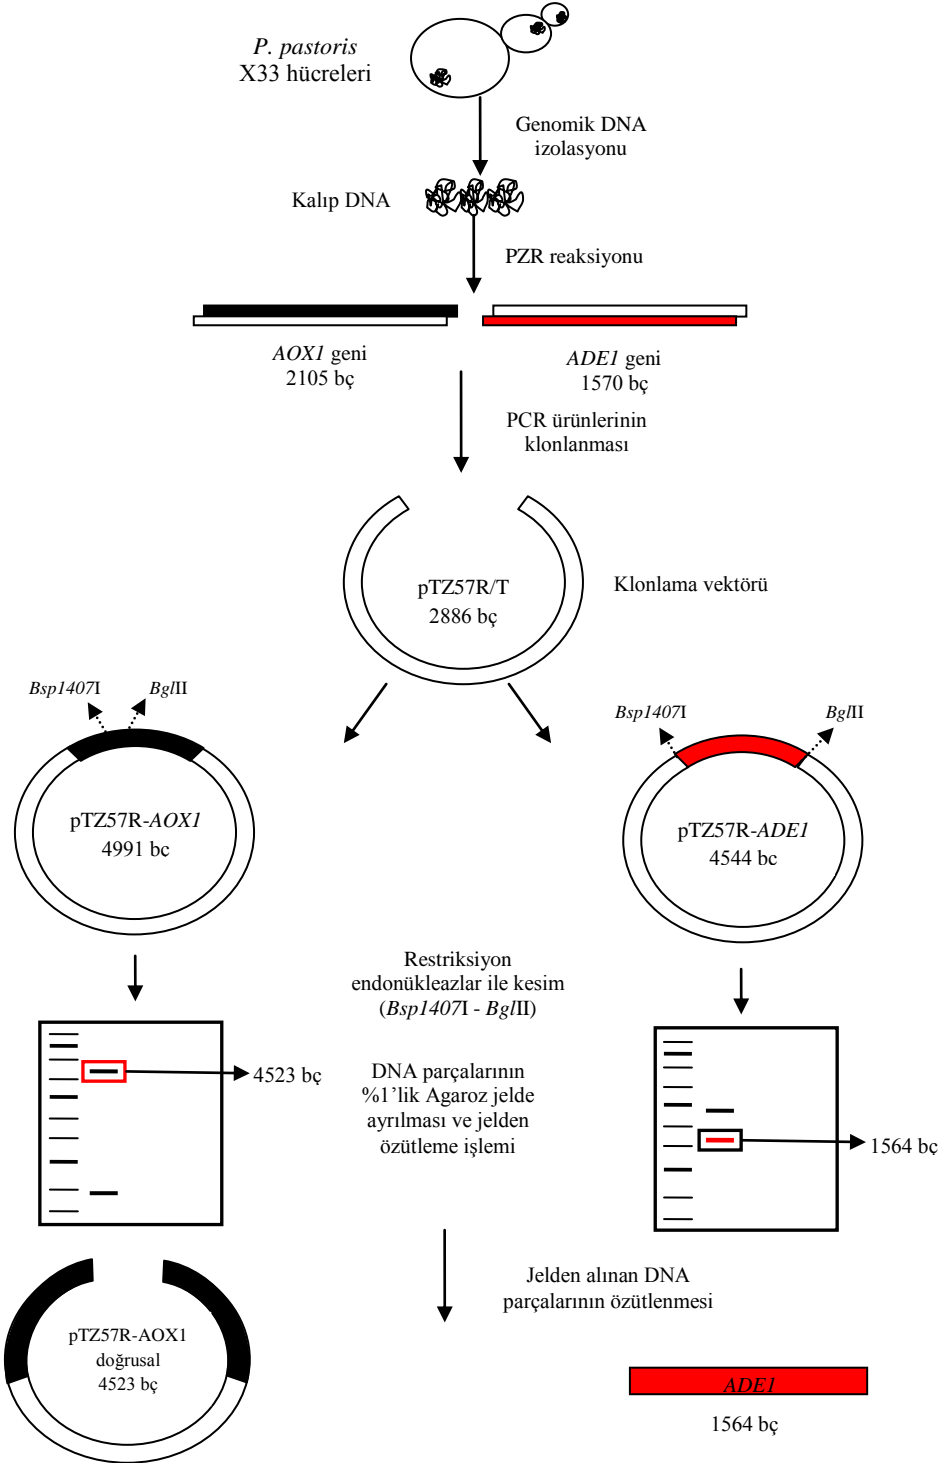 P. pastoris
X33 hücreleri
Genomik DNA
izolasyonu
Kalıp DNA
PZR reaksiyonu
AOX1 geni
2105 bç
ADE1 geni
1570 bç
PCR ürünlerinin
klonlanması
pTZ57R/T
2886 bç
Klonlama vektörü
Bsp1407I
BglII
Bsp1407I
BglII
pTZ57R-AOX1
4991 bc
pTZ57R-ADE1
4544 bc
Restriksiyon
endonükleazlar ile kesim
(Bsp1407I - BglII)
4523 bç
DNA parçalarının
%1’lik Agaroz jelde
ayrılması ve jelden
özütleme işlemi
1564 bç
Jelden alınan DNA
parçalarının özütlenmesi
pTZ57R-AOX1
doğrusal
4523 bç
ADE1
1564 bç